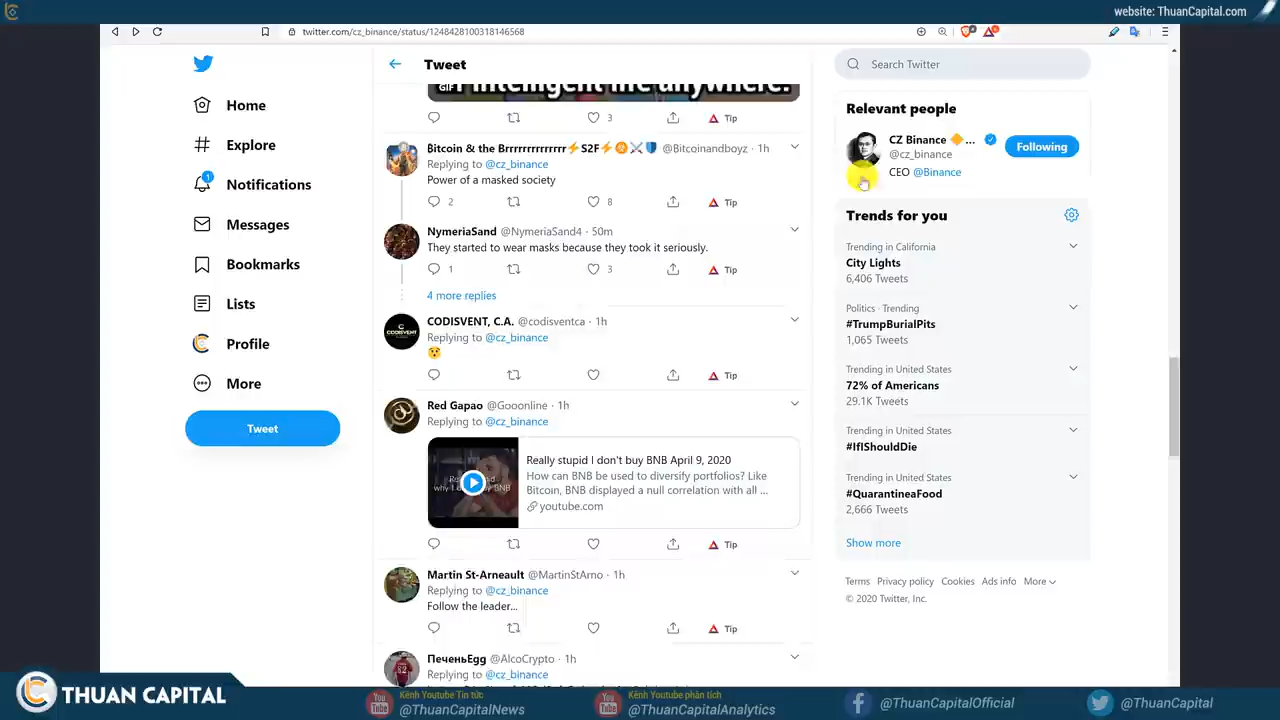 website: ThuanCapital.com
twitter.com/cz_binance/status/1248428100318146568
Home
Explore
1
Notifications
Messages
Bookmarks
Lists
Profile
More
Tweet
Tweet
GIF
I intelligent life anywhere.
3
Tip
Bitcoin & the Brrrrrrrrrrrrrr⚡S2F⚡ @Bitcoinandboyz · 1h
Replying to @cz_binance
Power of a masked society
2
8
Tip
NymeriaSand @NymeriaSand4 · 50m
They started to wear masks because they took it seriously.
1
3
Tip
4 more replies
CODISVENT, C.A. @codisventca · 1h
Replying to @cz_binance
😲
Tip
Red Gapao @Gooonline · 1h
Replying to @cz_binance
Really stupid I don't buy BNB April 9, 2020
How can BNB be used to diversify portfolios? Like
Bitcoin, BNB displayed a null correlation with all ...
youtube.com
Tip
Martin St-Arneault @MartinStArno · 1h
Replying to @cz_binance
Follow the leader...
Tip
ПеченьEgg @AlcoCrypto · 1h
Replying to @cz_binance
Search Twitter
Relevant people
CZ Binance 🔶...
@cz_binance
CEO @Binance
Following
Trends for you
Trending in California
City Lights
6,406 Tweets
Politics · Trending
#TrumpBurialPits
1,065 Tweets
Trending in United States
72% of Americans
29.1K Tweets
Trending in United States
#IfIShouldDie
Trending in United States
#QuarantineaFood
2,666 Tweets
Show more
Terms Privacy policy Cookies Ads info More
© 2020 Twitter, Inc.
THUAN CAPITAL
Kênh Youtube Tin tức:
@ThuanCapitalNews
Kênh Youtube phân tích
@ThuanCapitalAnalytics
@ThuanCapitalOfficial
@ThuanCapital